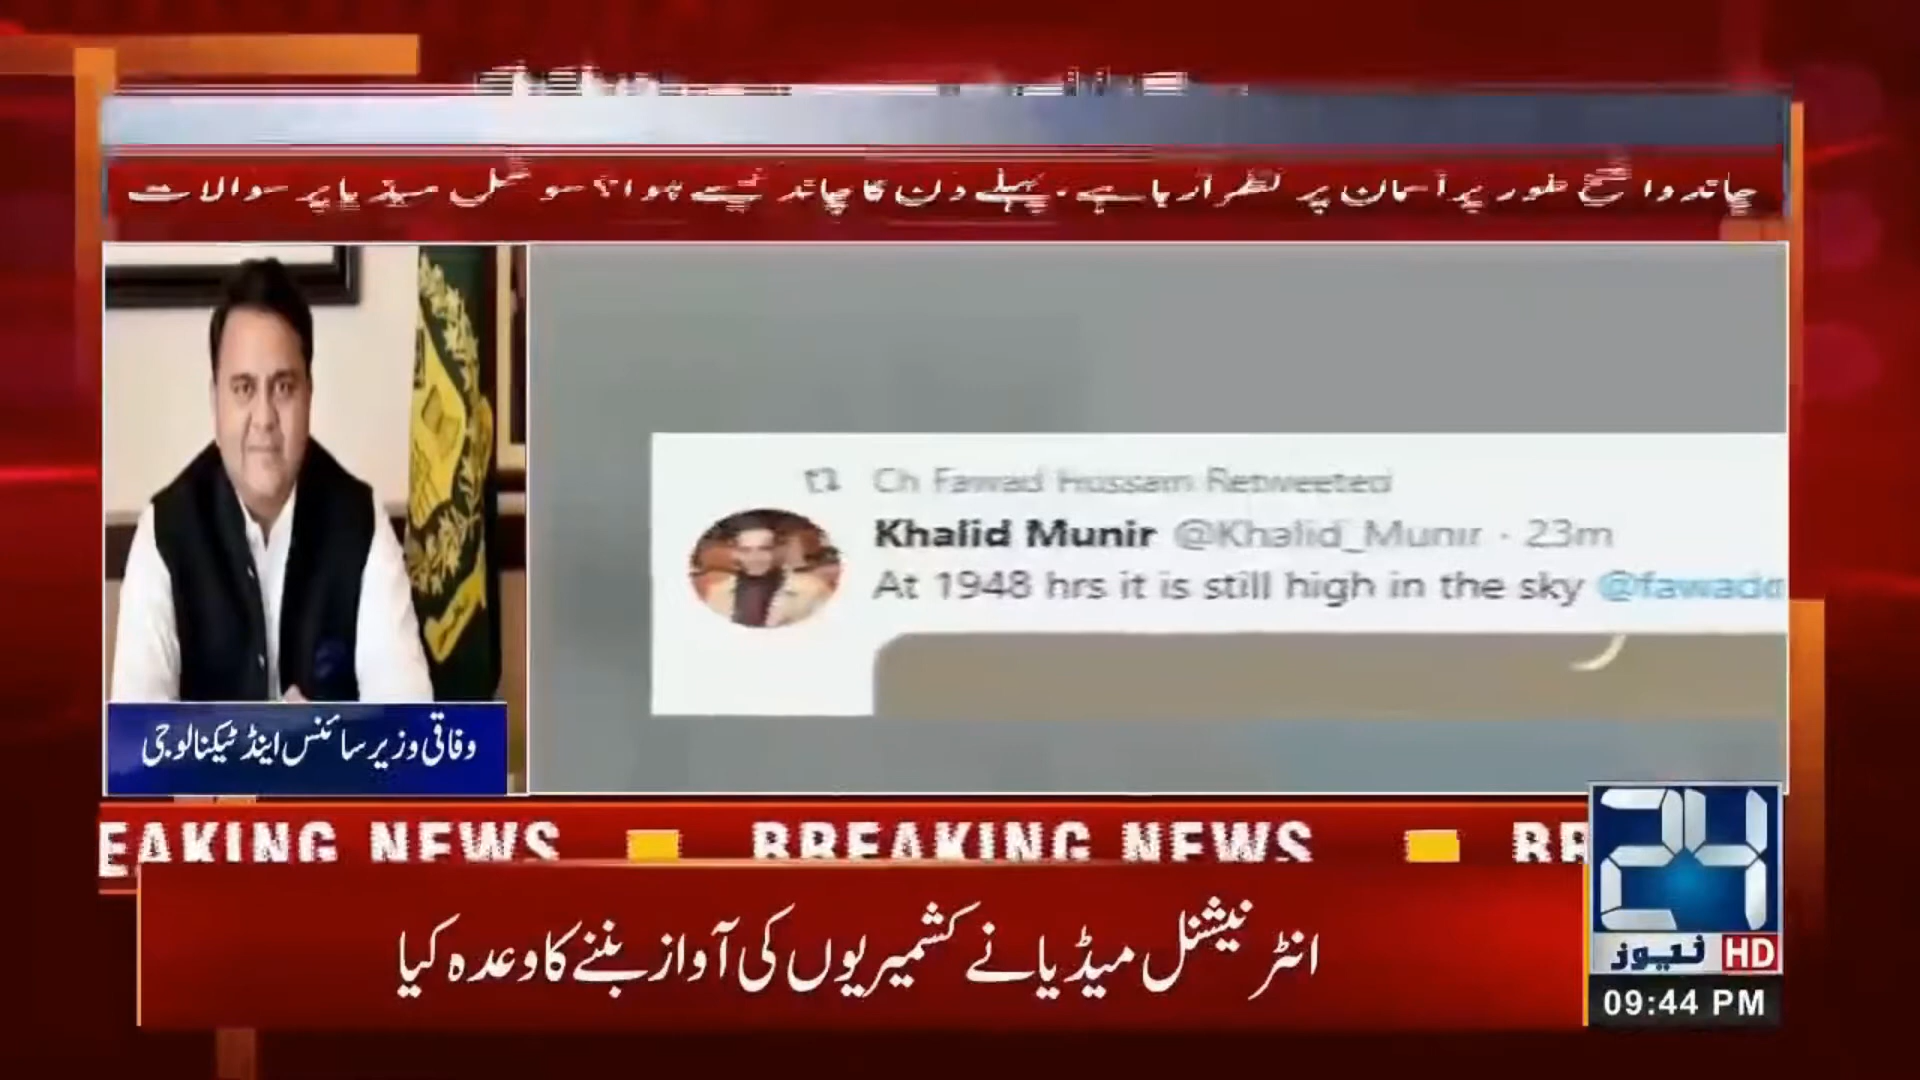 چاند واضح طور پر آسمان پر نظر آرہا ہے۔ پہلے دن کا چاند کیسے ہوا؟ سوشل میڈیا پر سوالات
Ch Fawad Hussain Retweeted
Khalid Munir @Khalid_Munir · 23m
At 1948 hrs it is still high in the sky
وفاقی وزیر سائنس اینڈ ٹیکنالوجی
EAKING NEWS BREAKING NEWS BR
انٹرنیشنل میڈیا نے کشمیریوں کی آواز بننے کا وعدہ کیا
24
نیوز HD
09:44 PM